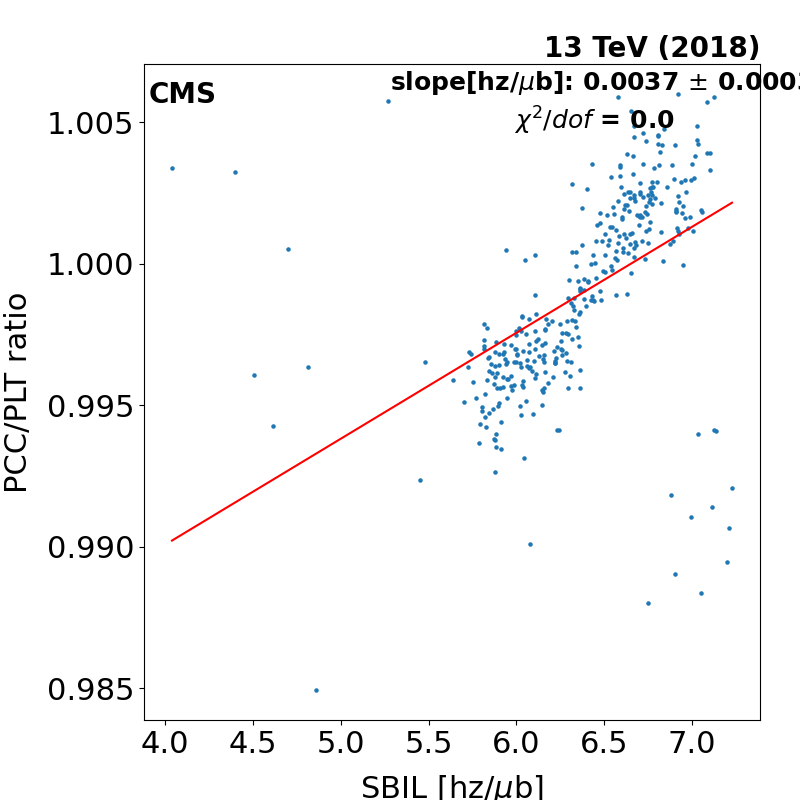 13 TeV (2018)
CMS
slope[hz/μb]: 0.0037 ± 0.0003
χ²/dof = 0.0
PCC/PLT ratio
1.005
1.000
0.995
0.990
0.985
4.0 4.5 5.0 5.5 6.0 6.5 7.0
SBIL [hz/μb]